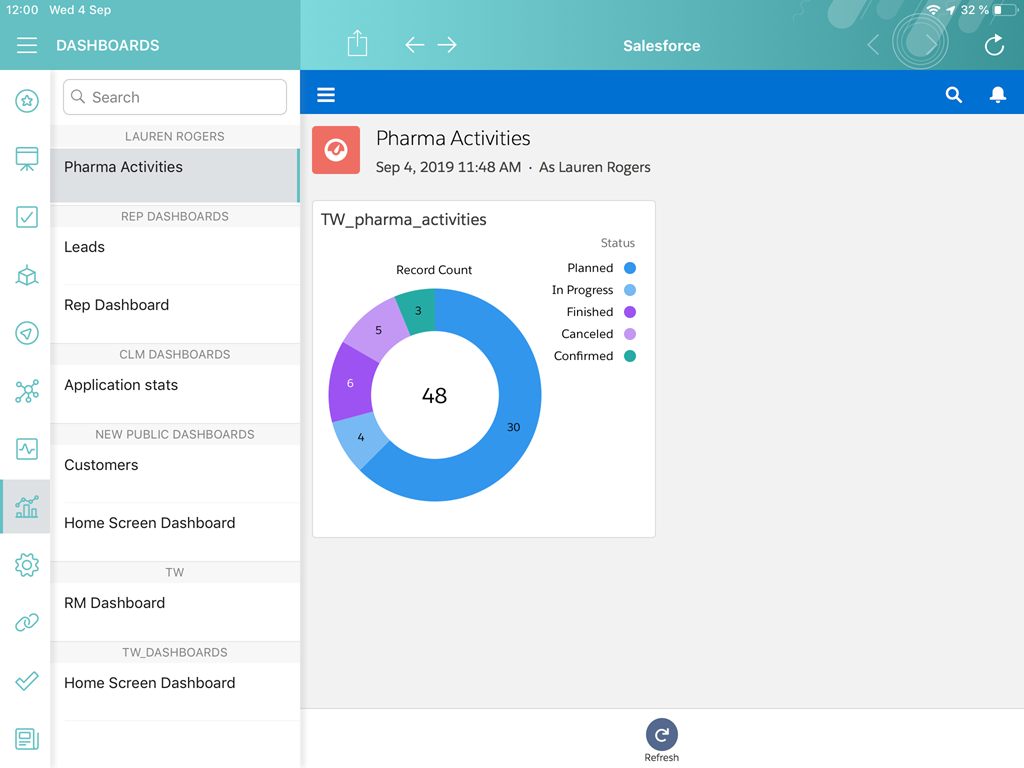 12:00 Wed 4 Sep
32 %
DASHBOARDS
Salesforce
Search
LAUREN ROGERS
Pharma Activities
REP DASHBOARDS
Leads
Rep Dashboard
CLM DASHBOARDS
Application stats
NEW PUBLIC DASHBOARDS
Customers
Home Screen Dashboard
TW
RM Dashboard
TW_DASHBOARDS
Home Screen Dashboard
Pharma Activities
Sep 4, 2019 11:48 AM · As Lauren Rogers
TW_pharma_activities
Status
Record Count
Planned
In Progress
Finished
Canceled
Confirmed
3
5
6
4
30
48
Refresh